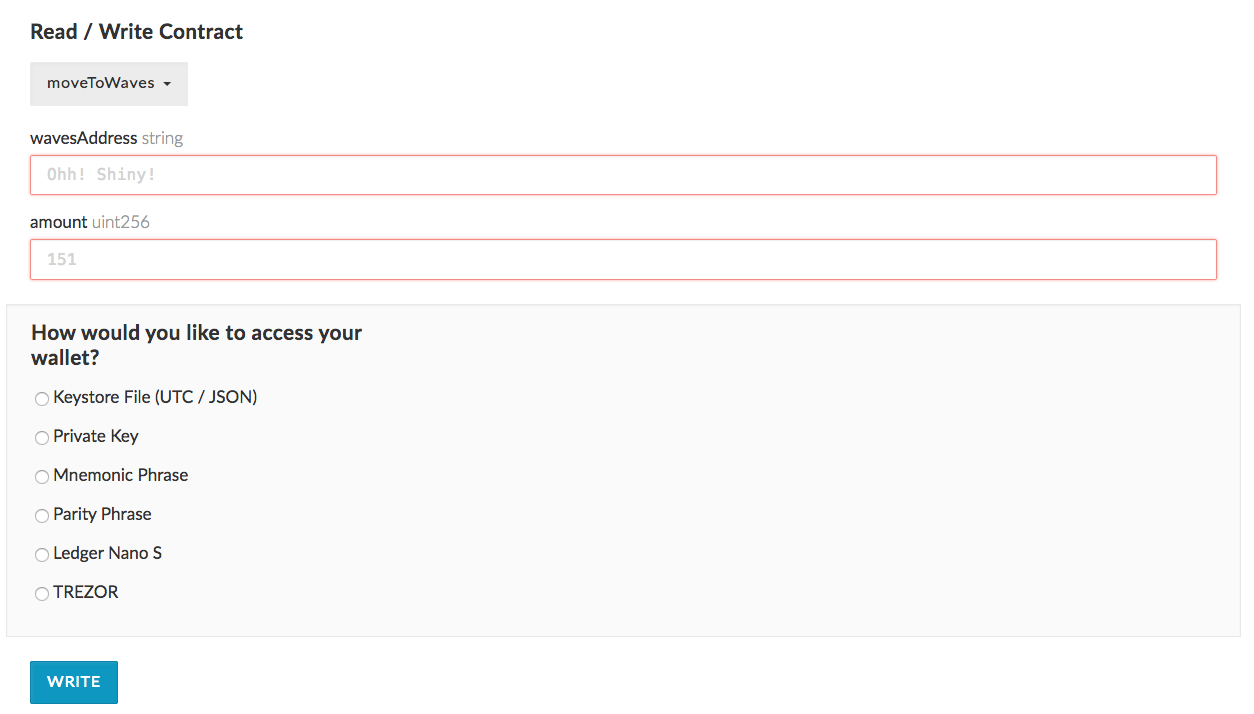 Read / Write Contract
moveToWaves
wavesAddress string
Ohh! Shiny!
amount uint256
151
How would you like to access your
wallet?
Keystore File (UTC / JSON)
Private Key
Mnemonic Phrase
Parity Phrase
Ledger Nano S
TREZOR
WRITE